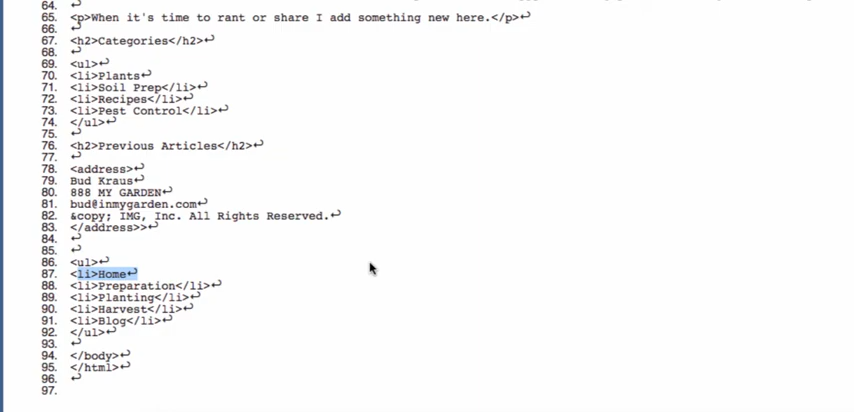 64.
65. <p>When it's time to rant or share I add something new here.</p>
66.
67. <h2>Categories</h2>
68.
69. <ul>
70. <li>Plants
71. <li>Soil Prep</li>
72. <li>Recipes</li>
73. <li>Pest Control</li>
74. </ul>
75.
76. <h2>Previous Articles</h2>
77.
78. <address>
79. Bud Kraus
80. 888 MY GARDEN
81. bud@inmygarden.com
82. &copy; IMG, Inc. All Rights Reserved.
83. </address>>
84.
85.
86. <ul>
87. <li>Home
88. <li>Preparation</li>
89. <li>Planting</li>
90. <li>Harvest</li>
91. <li>Blog</li>
92. </ul>
93.
94. </body>
95. </html>
96.
97.